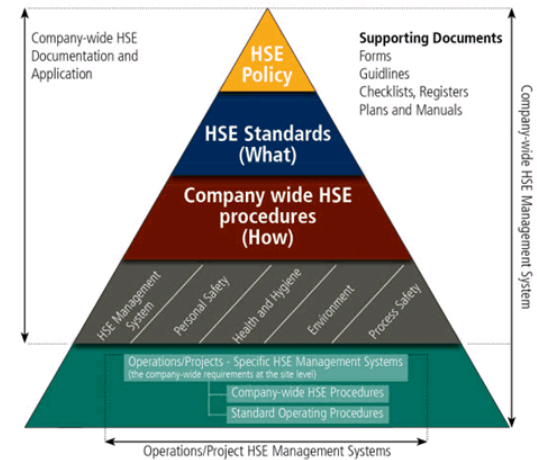 Company-wide HSE
Documentation and
Application
Supporting Documents
Forms
Guidlines
Checklists, Registers
Plans and Manuals
HSE
Policy
HSE Standards
(What)
Company wide HSE
procedures
(How)
HSE Management
System
Personal Safety
Health and Hygiene
Environment
Process Safety
Operations/Projects - Specific HSE Management Systems
(the company-wide requirements at the site level)
Company-wide HSE Procedures
Standard Operating Procedures
Operations/Project HSE Management Systems
Company-wide HSE Management System